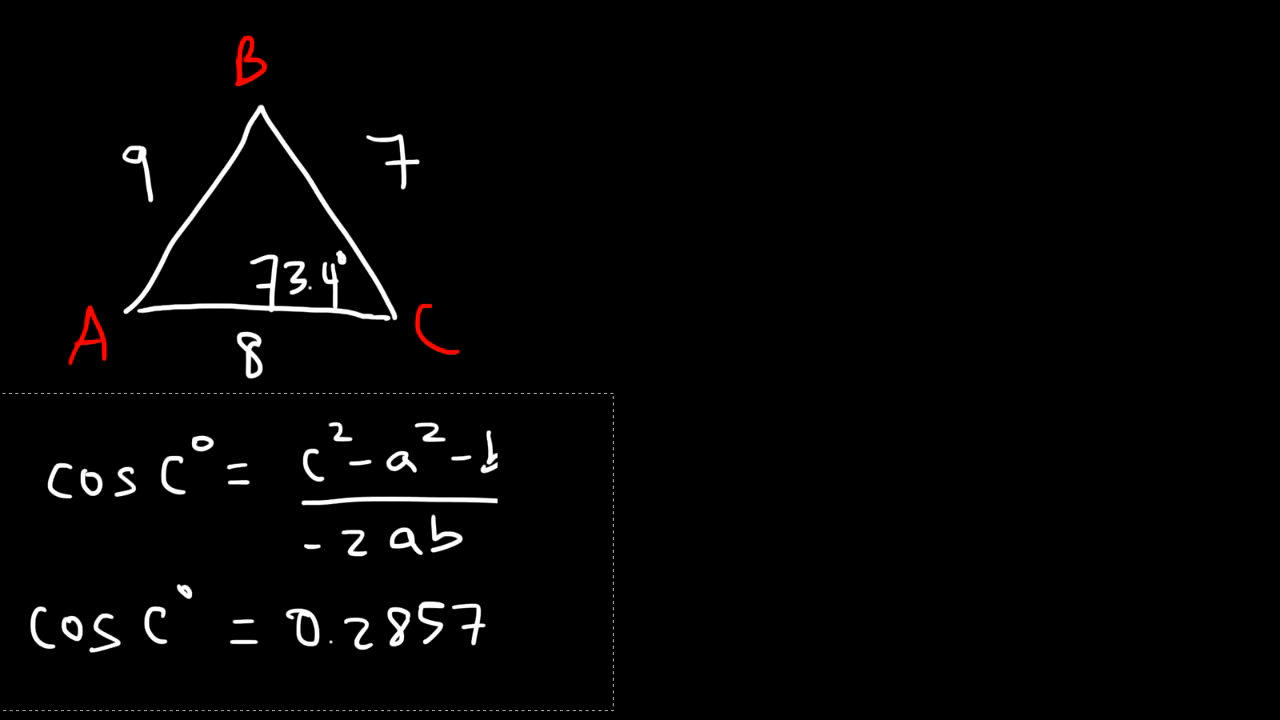 B
9
7
73.4°
A
8
C
cos C° = c² - a² - b
- 2ab
cos C° = 0.2857